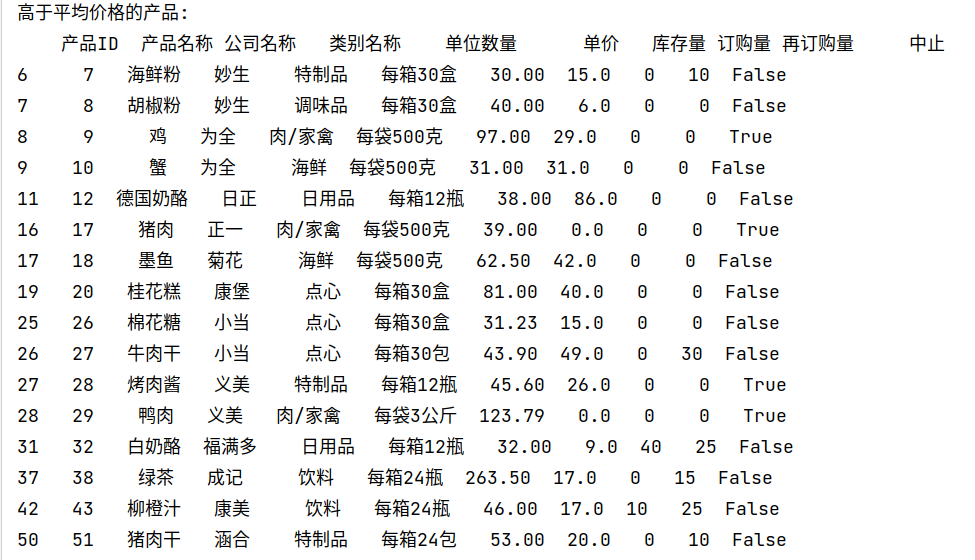 高于平均价格的产品:
产品ID 产品名称 公司名称 类别名称 单位数量 单价 库存量 订购量 再订购量 中止
6 7 海鲜粉 妙生 特制品 每箱30盒 30.00 15.0 0 10 False
7 8 胡椒粉 妙生 调味品 每箱30盒 40.00 6.0 0 0 False
8 9 鸡 为全 肉/家禽 每袋500克 97.00 29.0 0 0 True
9 10 蟹 为全 海鲜 每袋500克 31.00 31.0 0 0 False
11 12 德国奶酪 日正 日用品 每箱12瓶 38.00 86.0 0 0 False
16 17 猪肉 正一 肉/家禽 每袋500克 39.00 0.0 0 0 True
17 18 墨鱼 菊花 海鲜 每袋500克 62.50 42.0 0 0 False
19 20 桂花糕 康堡 点心 每箱30盒 81.00 40.0 0 0 False
25 26 棉花糖 小当 点心 每箱30盒 31.23 15.0 0 0 False
26 27 牛肉干 小当 点心 每箱30包 43.90 49.0 0 30 False
27 28 烤肉酱 义美 特制品 每箱12瓶 45.60 26.0 0 0 True
28 29 鸭肉 义美 肉/家禽 每袋3公斤 123.79 0.0 0 0 True
31 32 白奶酪 福满多 日用品 每箱12瓶 32.00 9.0 40 25 False
37 38 绿茶 成记 饮料 每箱24瓶 263.50 17.0 0 15 False
42 43 柳橙汁 康美 饮料 每箱24瓶 46.00 17.0 10 25 False
50 51 猪肉干 涵合 特制品 每箱24包 53.00 20.0 0 10 False